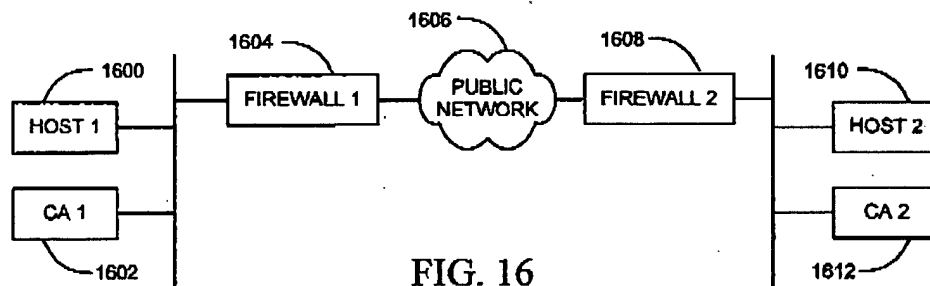 1606
1604
1608
1600
1610
FIREWALL 1
PUBLIC
NETWORK
FIREWALL 2
HOST 1
HOST 2
CA 1
CA 2
1602
1612
FIG. 16